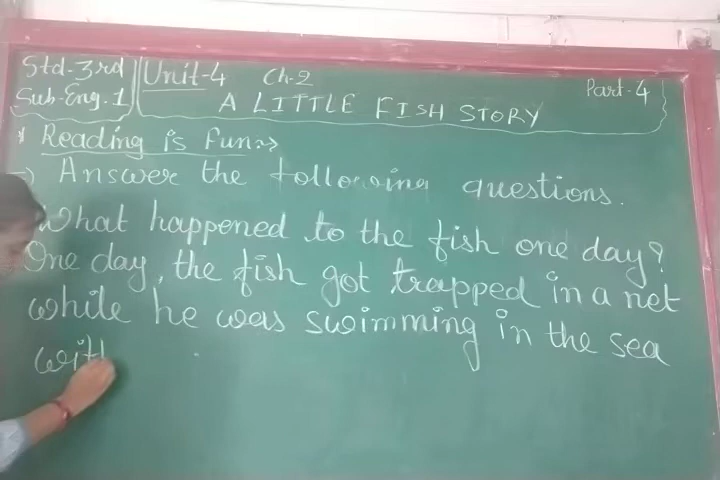 Std-3rd Unit-4 Ch-2 Part-4
Sub-Eng.1 A LITTLE FISH STORY
* Reading is Fun:->
-> Answer the following questions.
What happened to the fish one day?
One day, the fish got trapped in a net
while he was swimming in the sea
with